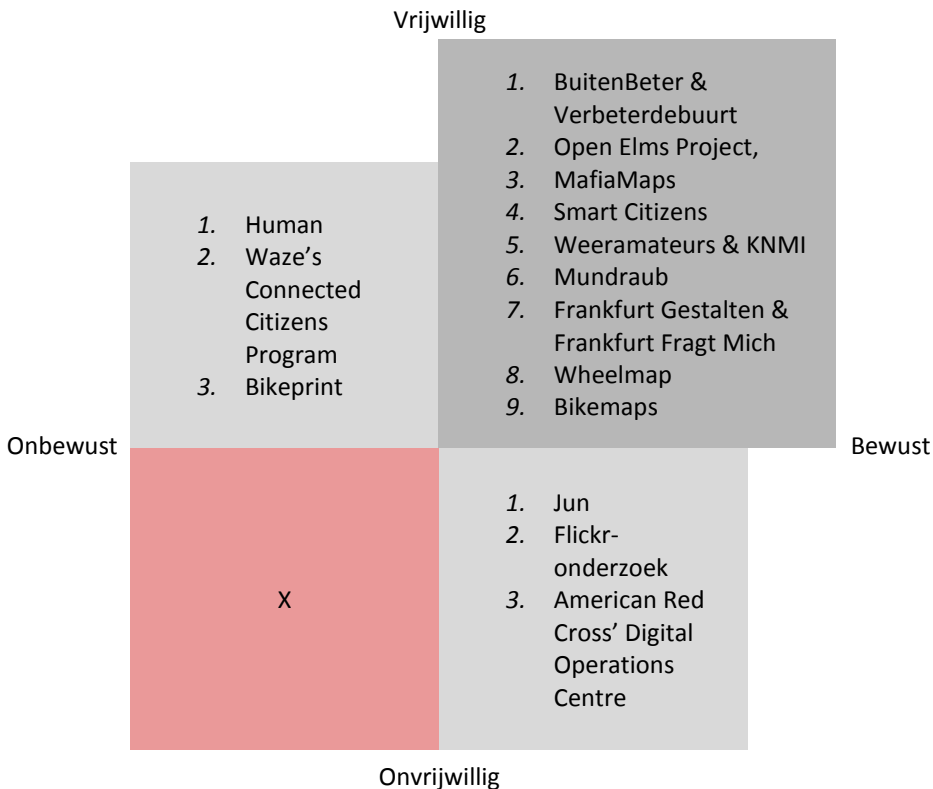 Vrijwillig
1. BuitenBeter &
Verbeterdebuurt
2. Open Elms Project,
3. MafiaMaps
4. Smart Citizens
5. Weeramateurs & KNMI
6. Mundraub
7. Frankfurt Gestalten &
Frankfurt Fragt Mich
8. Wheelmap
9. Bikemaps
1. Human
2. Waze’s
Connected
Citizens
Program
3. Bikeprint
Onbewust
Bewust
X
1. Jun
2. Flickr-
onderzoek
3. American Red
Cross’ Digital
Operations
Centre
Onvrijwillig